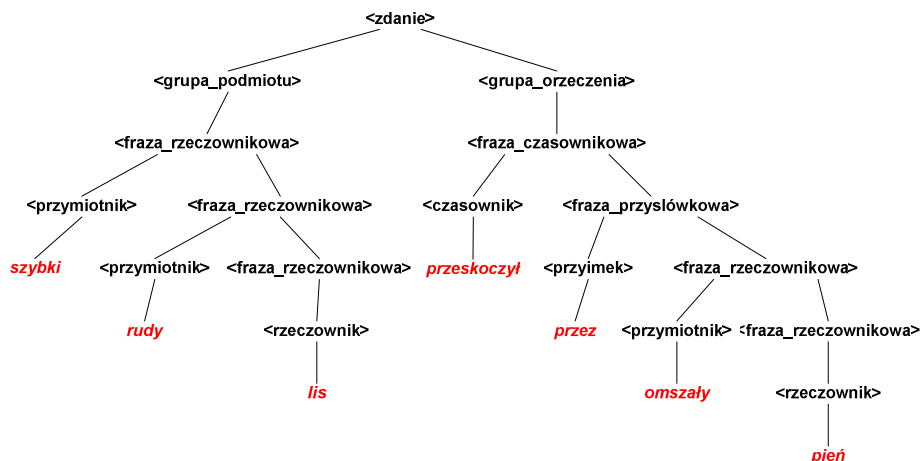 <zdanie>
<grupa_podmiotu> <grupa_orzeczenia>
<fraza_rzeczownikowa> <fraza_czasownikowa>
<przymiotnik> <fraza_rzeczownikowa> <czasownik> <fraza_przyslówkowa>
szybki <przymiotnik> <fraza_rzeczownikowa> przeskoczył <przyimek> <fraza_rzeczownikowa>
rudy <rzeczownik> przez <przymiotnik> <fraza_rzeczownikowa>
lis omszały <rzeczownik>
pień